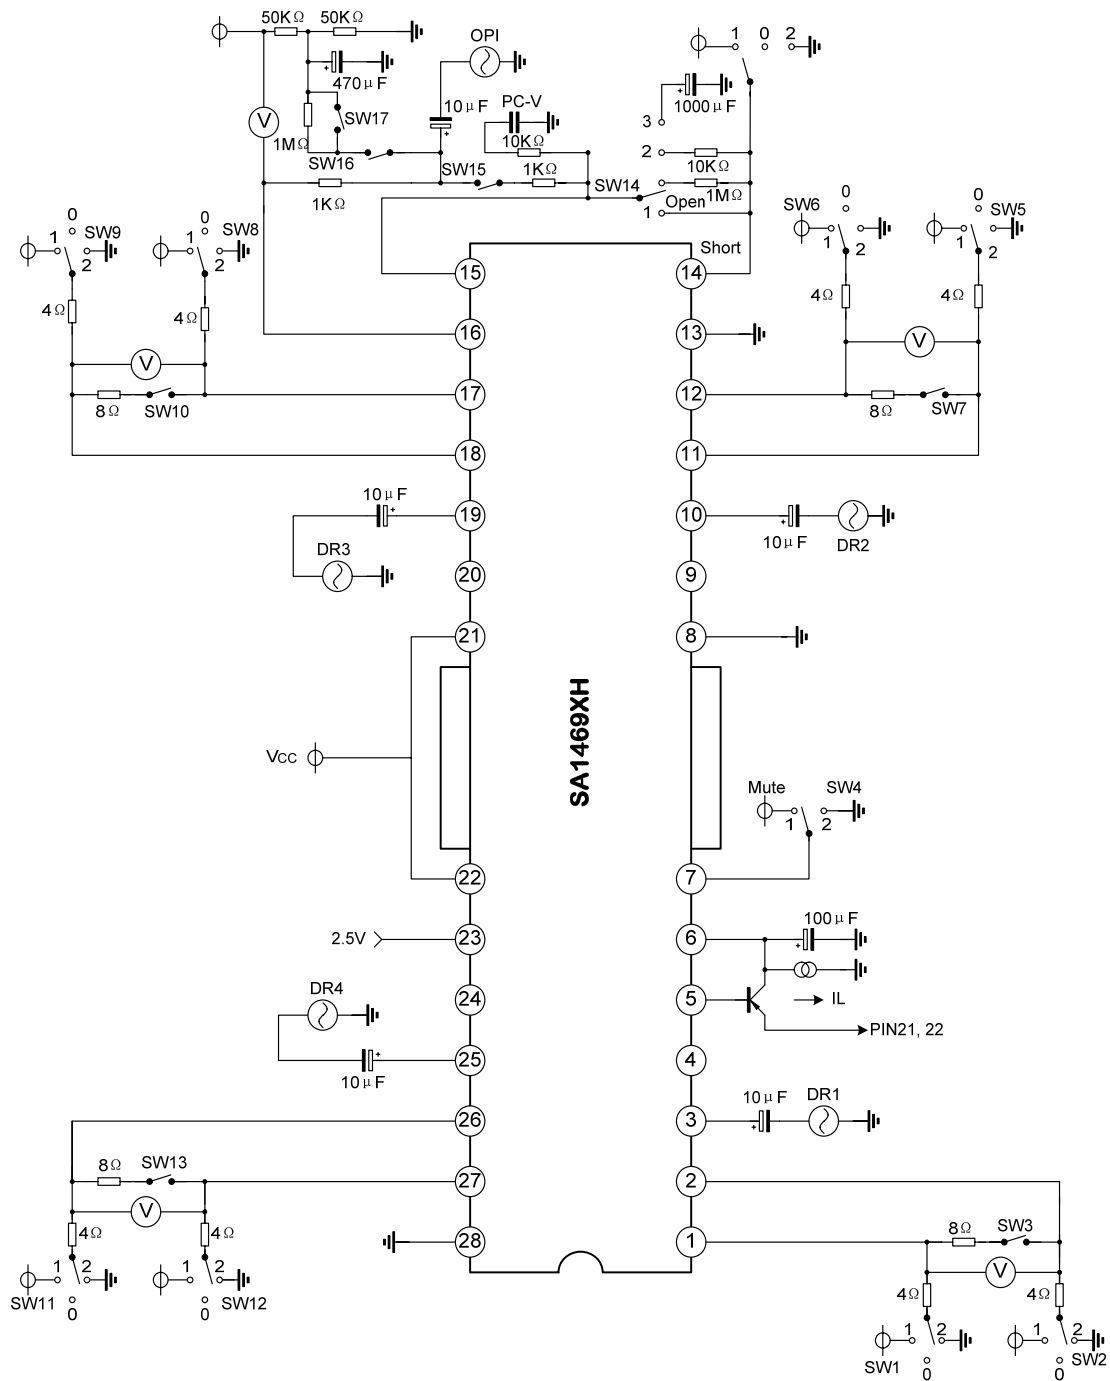 50KΩ 50KΩ
OPI
1 0 2
470μF
10μF
PC-V
1000μF
V
SW17
3
1MΩ
10KΩ
2
SW16
SW15
10KΩ
1KΩ
SW14
1MΩ
1KΩ
Open
1
Short
0
SW9
1
2
0
SW8
1
2
0
SW6
1
2
0
SW5
1
2
4Ω
4Ω
4Ω
4Ω
V
V
8Ω
SW10
8Ω
SW7
15
14
16
13
17
12
18
11
10μF
19
10
DR3
10μF
DR2
20
9
21
8
SA1469XH
VCC
Mute
SW4
1 2
22
7
100μF
2.5V
23
6
DR4
24
5
IL
PIN21, 22
10μF
25
4
10μF
DR1
26
3
8Ω
SW13
27
2
V
4Ω
4Ω
28
1
8Ω
SW3
V
1 2
SW11
0
1 2
SW12
0
4Ω
4Ω
1 2
SW1
0
1 2
SW2
0